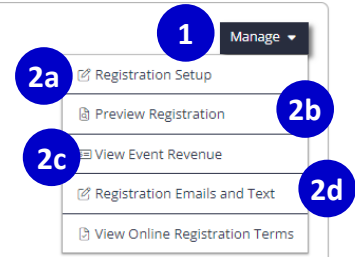 1 Manage
2a Registration Setup
Preview Registration 2b
2c View Event Revenue
Registration Emails and Text 2d
View Online Registration Terms